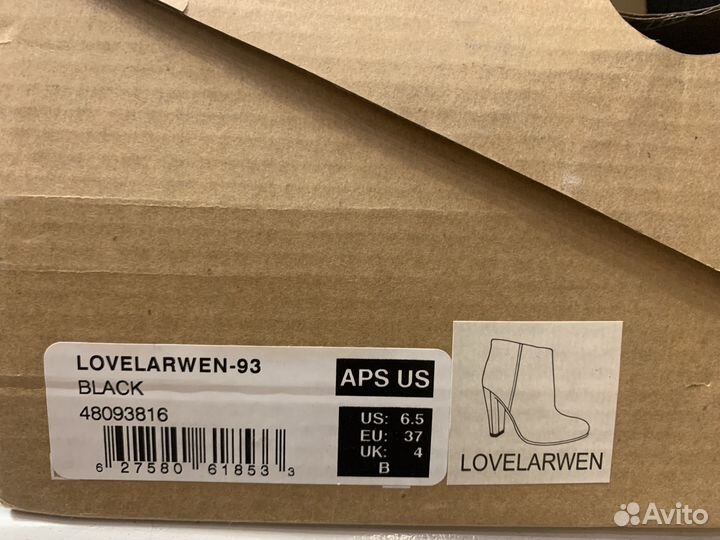 LOVELARWEN-93
BLACK
48093816
6 27580 61853 3
APS US
US: 6.5
EU: 37
UK: 4
B
LOVELARWEN
Avito